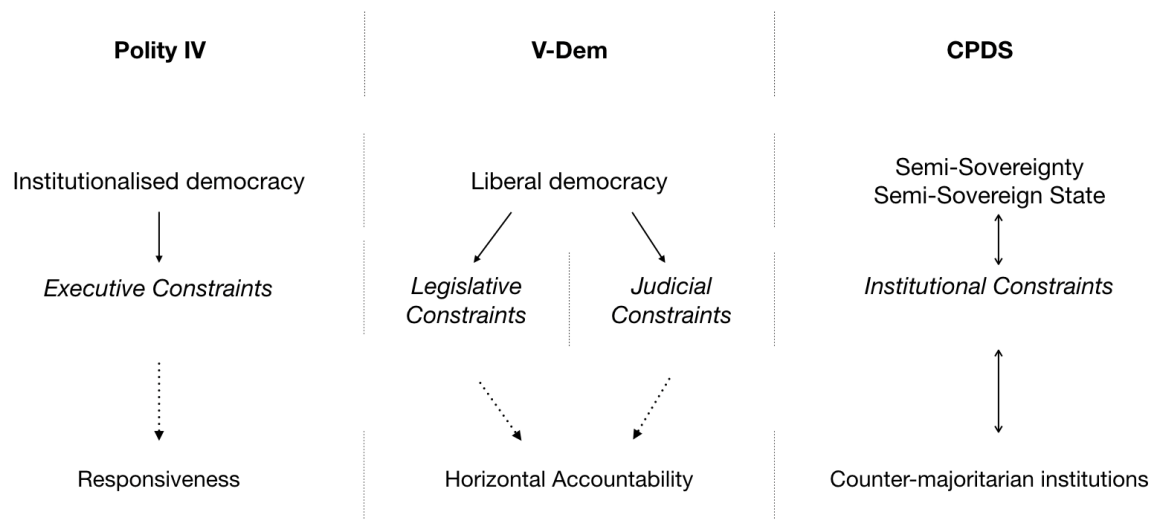 Polity IV
V-Dem
CPDS
Institutionalised democracy
Liberal democracy
Semi-Sovereignty
Semi-Sovereign State
Executive Constraints
Legislative
Constraints
Judicial
Constraints
Institutional Constraints
Responsiveness
Horizontal Accountability
Counter-majoritarian institutions